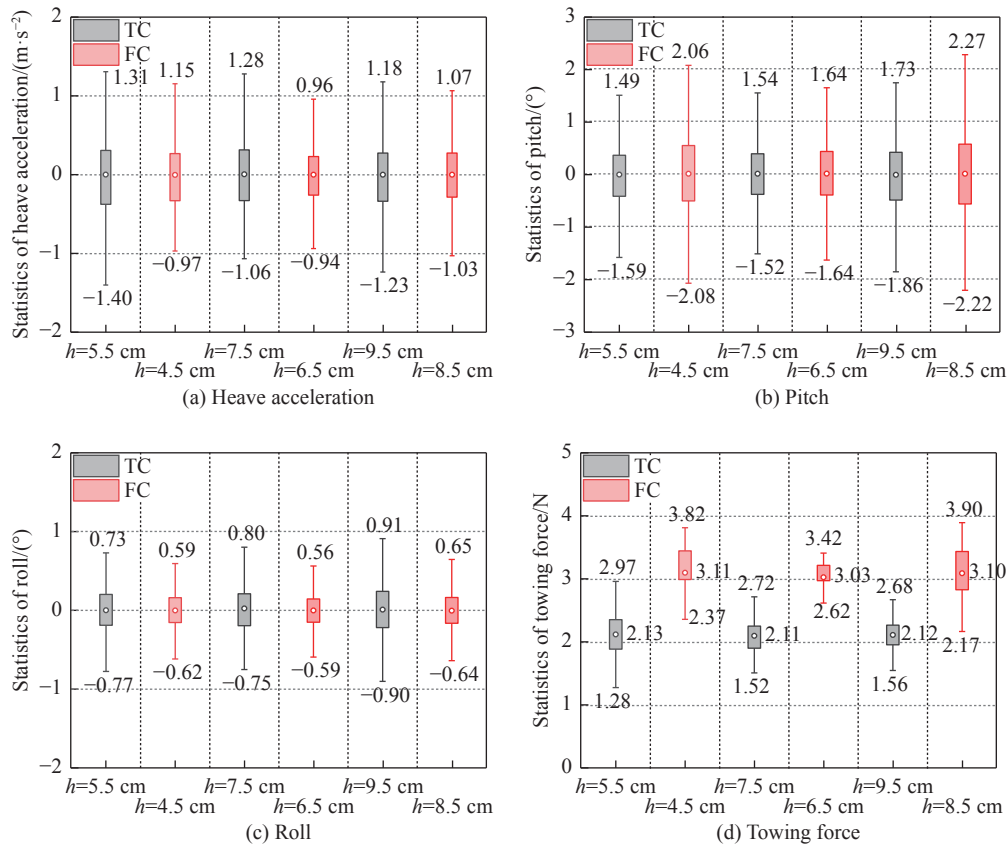 2
TC
FC
1.31
1.15
1.28
0.96
1.18
1.07
1
0
−1
−2
−1.40
−0.97
−1.06
−0.94
−1.23
−1.03
Statistics of heave acceleration/(m·s⁻²)
h=5.5 cm
h=7.5 cm
h=9.5 cm
h=4.5 cm
h=6.5 cm
h=8.5 cm
(a) Heave acceleration
3
TC
FC
1.49
2.06
1.54
1.64
1.73
2.27
2
1
0
−1
−2
−3
−1.59
−2.08
−1.52
−1.64
−1.86
−2.22
Statistics of pitch/(°)
h=5.5 cm
h=7.5 cm
h=9.5 cm
h=4.5 cm
h=6.5 cm
h=8.5 cm
(b) Pitch
2
TC
FC
0.73
0.59
0.80
0.56
0.91
0.65
1
0
−1
−2
−0.77
−0.62
−0.75
−0.59
−0.90
−0.64
Statistics of roll/(°)
h=5.5 cm
h=7.5 cm
h=9.5 cm
h=4.5 cm
h=6.5 cm
h=8.5 cm
(c) Roll
5
TC
FC
4
3
2
1
0
2.97
2.13
1.28
3.82
3.11
2.37
2.72
2.11
1.52
3.42
3.03
2.62
2.68
2.12
1.56
3.90
3.10
2.17
Statistics of towing force/N
h=5.5 cm
h=7.5 cm
h=9.5 cm
h=4.5 cm
h=6.5 cm
h=8.5 cm
(d) Towing force